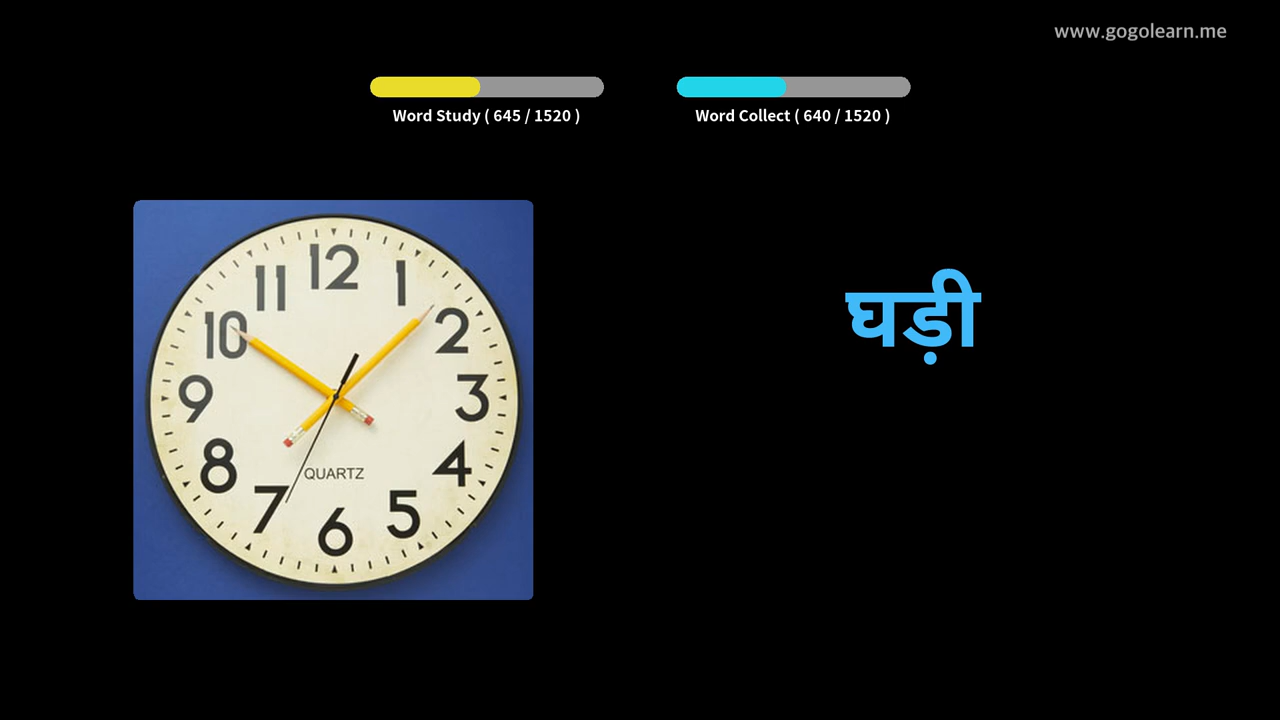 www.gogolearn.me
Word Study ( 645 / 1520 )
Word Collect ( 640 / 1520 )
12
11
1
10
2
9
3
8
4
QUARTZ
7
5
6
घड़ी